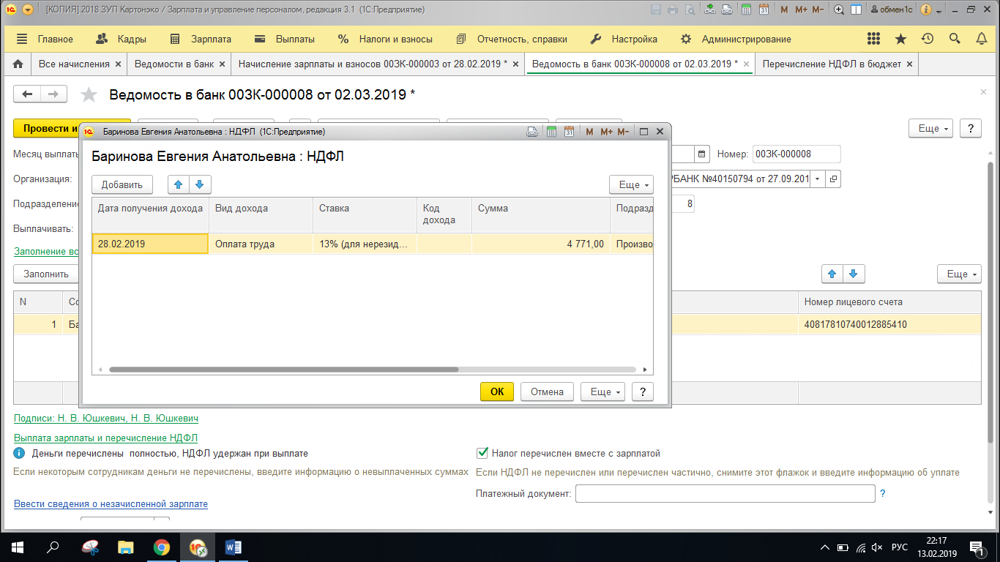 [КОПИЯ] 2018 ЗУП Картонэко / Зарплата и управление персоналом, редакция 3.1 (1С:Предприятие)
M M+ M- обмен1с
Главное Кадры Зарплата Выплаты Налоги и взносы Отчетность, справки Настройка Администрирование
Все начисления Ведомости в банк Начисление зарплаты и взносов 00ЗК-000003 от 28.02.2019 * Ведомость в банк 00ЗК-000008 от 02.03.2019 * Перечисление НДФЛ в бюджет
Ведомость в банк 00ЗК-000008 от 02.03.2019 *
Провести и Еще ?
Баринова Евгения Анатольевна : НДФЛ (1С:Предприятие) M M+ M-
Месяц выплаты Номер: 00ЗК-000008
Баринова Евгения Анатольевна : НДФЛ
Организация: РБАНК №40150794 от 27.09.201
Добавить Еще
Подразделение 8
Дата получения дохода Вид дохода Ставка Код дохода Сумма Подразд
Выплачивать:
28.02.2019 Оплата труда 13% (для нерезид... 4 771,00 Произво
Заполнение вс
Заполнить Еще
N Со Номер лицевого счета
1 Ба 40817810740012885410
ОК Отмена Еще ?
Подписи: Н. В. Юшкевич, Н. В. Юшкевич
Выплата зарплаты и перечисление НДФЛ
Деньги перечислены полностью, НДФЛ удержан при выплате Налог перечислен вместе с зарплатой
Если некоторым сотрудникам деньги не перечислены, введите информацию о невыплаченных суммах Если НДФЛ не перечислен или перечислен частично, снимите этот флажок и введите информацию об уплате
Платежный документ: ?
Ввести сведения о незачисленной зарплате
РУС 22:17
13.02.2019 1